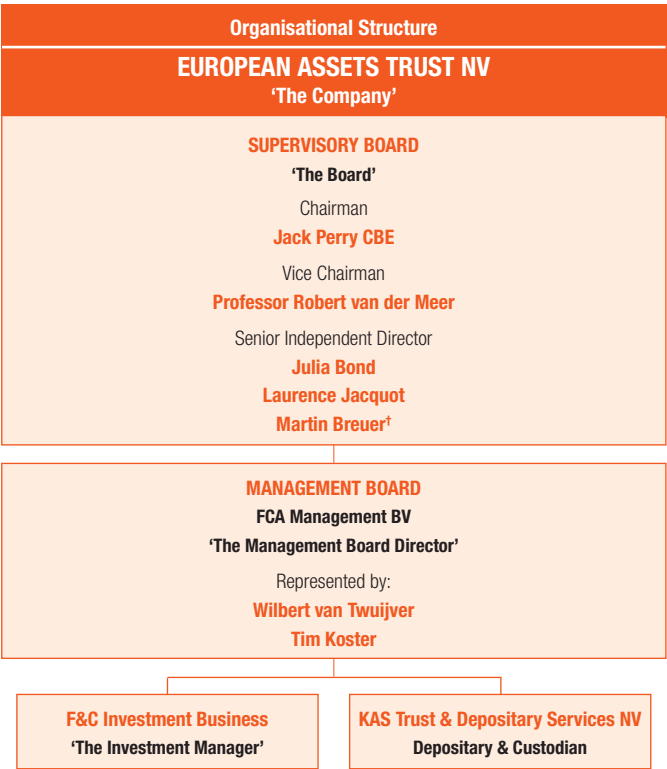 Organisational Structure
EUROPEAN ASSETS TRUST NV
‘The Company’
SUPERVISORY BOARD
‘The Board’
Chairman
Jack Perry CBE
Vice Chairman
Professor Robert van der Meer
Senior Independent Director
Julia Bond
Laurence Jacquot
Martin Breuer†
MANAGEMENT BOARD
FCA Management BV
‘The Management Board Director’
Represented by:
Wilbert van Twuijver
Tim Koster
F&C Investment Business
‘The Investment Manager’
KAS Trust & Depositary Services NV
Depositary & Custodian